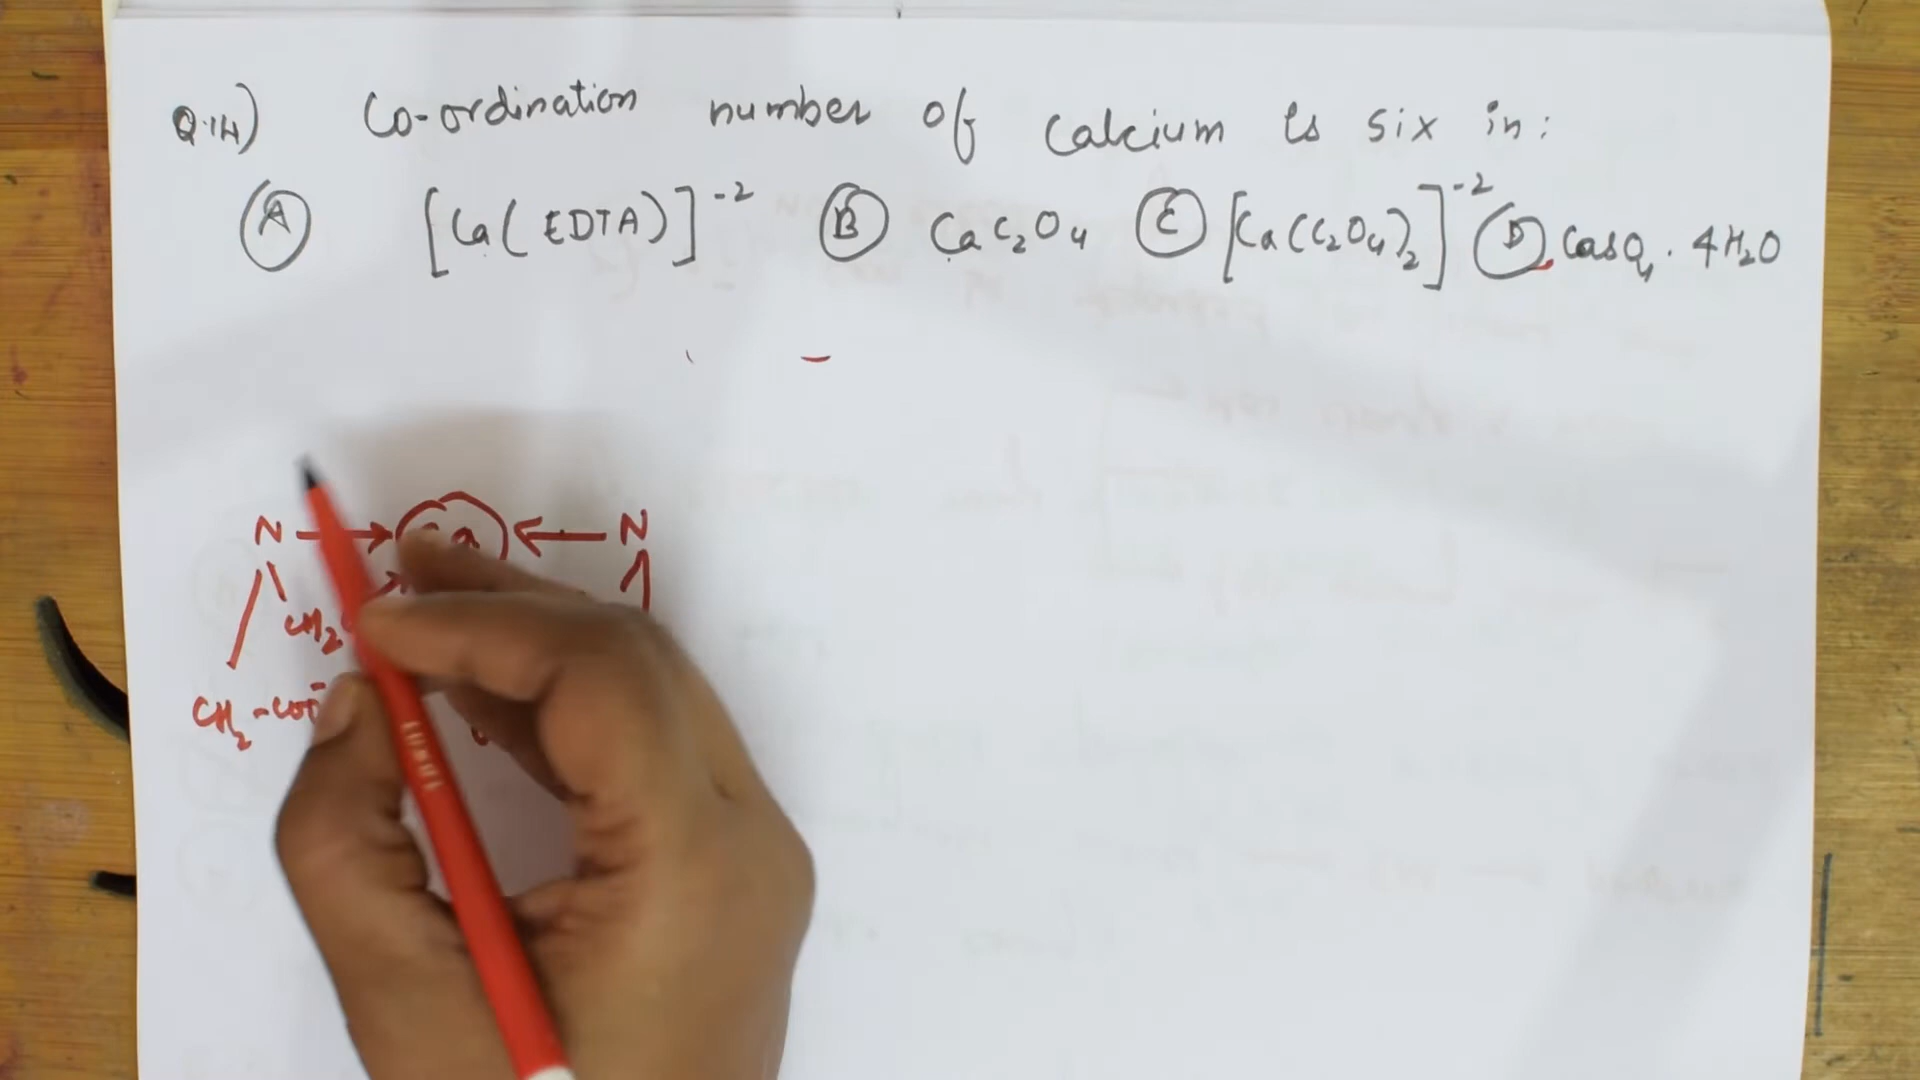 Q.14) Co-ordination number of Calcium is six in:
(A) [Ca(EDTA)]⁻² (B) CaC₂O₄ (C) [Ca(C₂O₄)₂]⁻² (D) CaSO₄ · 4H₂O
N → Ca ← N
CH₂
CH₂-COO⁻